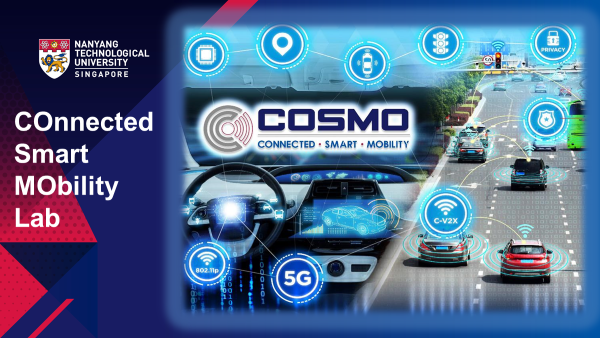 NANYANG
TECHNOLOGICAL
UNIVERSITY
SINGAPORE
COnnected
Smart
MObility
Lab
PRIVACY
COSMO
CONNECTED • SMART • MOBILITY
C-V2X
802.11p
5G